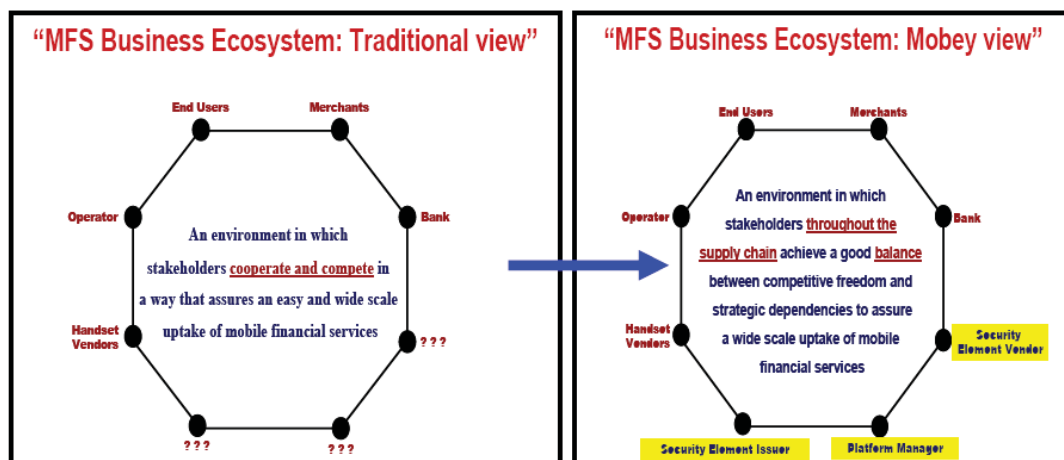 “MFS Business Ecosystem: Traditional view”
End Users
Merchants
Operator
Bank
An environment in which
stakeholders cooperate and compete in
a way that assures an easy and wide scale
uptake of mobile financial services
Handset
Vendors
? ? ?
? ? ?
? ? ?
“MFS Business Ecosystem: Mobey view”
End Users
Merchants
Operator
Bank
An environment in which
stakeholders throughout the
supply chain achieve a good balance
between competitive freedom and
strategic dependencies to assure
a wide scale uptake of mobile
financial services
Handset
Vendors
Security
Element Vendor
Security Element Issuer
Platform Manager